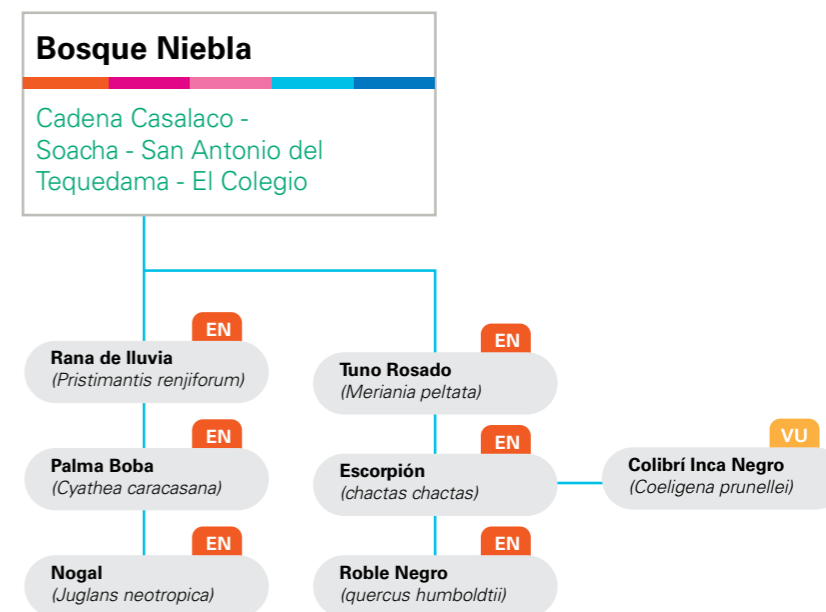 Bosque Niebla
Cadena Casalaco -
Soacha - San Antonio del
Tequedama - El Colegio
EN
Rana de lluvia
(Pristimantis renjiforum)
EN
Palma Boba
(Cyathea caracasana)
EN
Nogal
(Juglans neotropica)
EN
Tuno Rosado
(Meriania peltata)
EN
Escorpión
(chactas chactas)
EN
Roble Negro
(quercus humboldtii)
VU
Colibrí Inca Negro
(Coeligena prunellei)